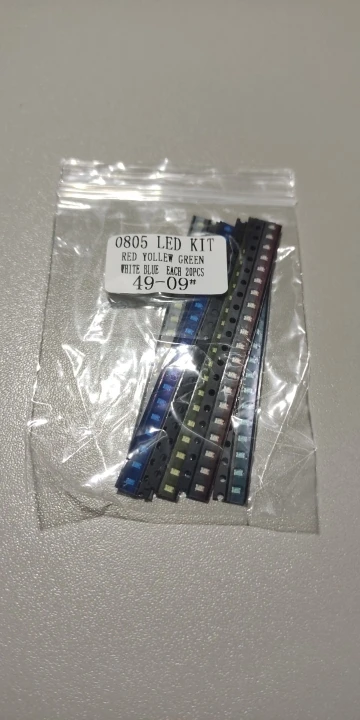 0805 LED KIT
RED YOLLEW GREEN
WHITE BLUE EACH 20PCS
49-09"